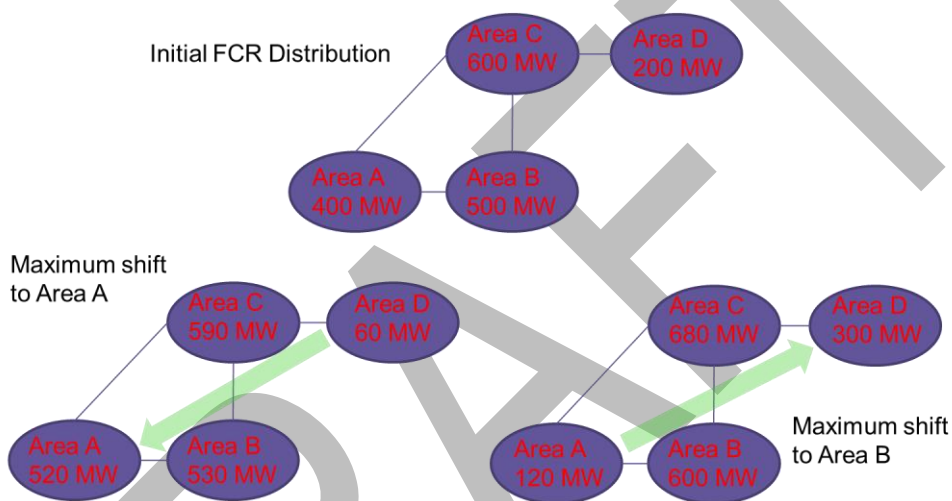 Initial FCR Distribution
Area C
600 MW
Area D
200 MW
Area A
400 MW
Area B
500 MW
Maximum shift
to Area A
Area C
590 MW
Area D
60 MW
Area A
520 MW
Area B
530 MW
Area C
680 MW
Area D
300 MW
Area A
120 MW
Area B
600 MW
Maximum shift
to Area B